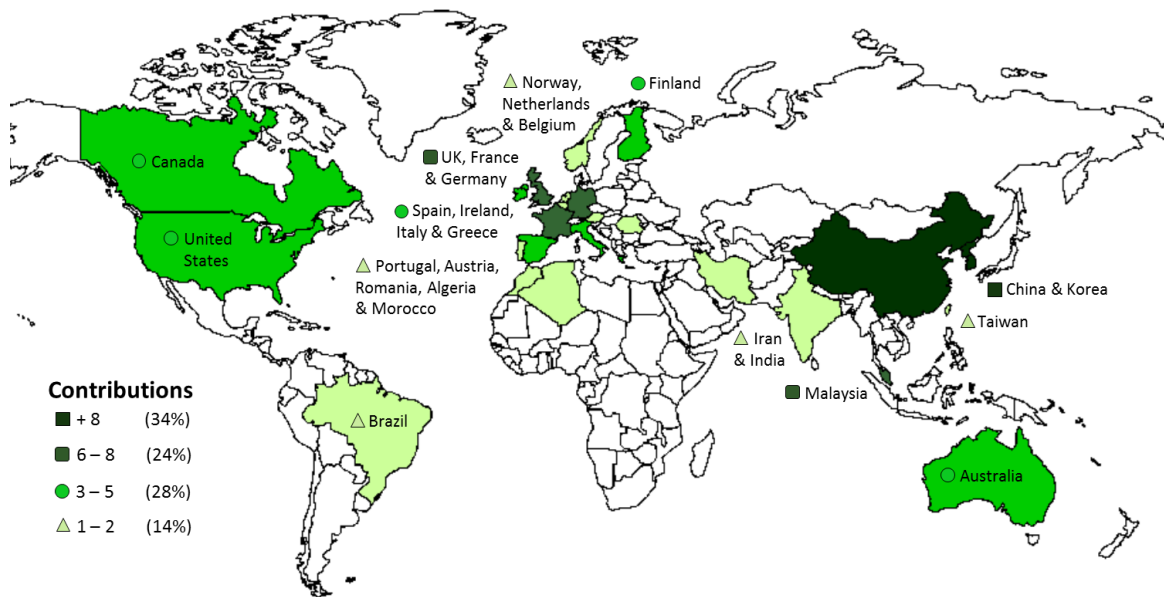 Norway,
Netherlands
& Belgium
Finland
Canada
UK, France
& Germany
Spain, Ireland,
Italy & Greece
United
States
Portugal, Austria,
Romania, Algeria
& Morocco
China & Korea
Taiwan
Iran
& India
Malaysia
Brazil
Australia
Contributions
+ 8 (34%)
6 – 8 (24%)
3 – 5 (28%)
1 – 2 (14%)